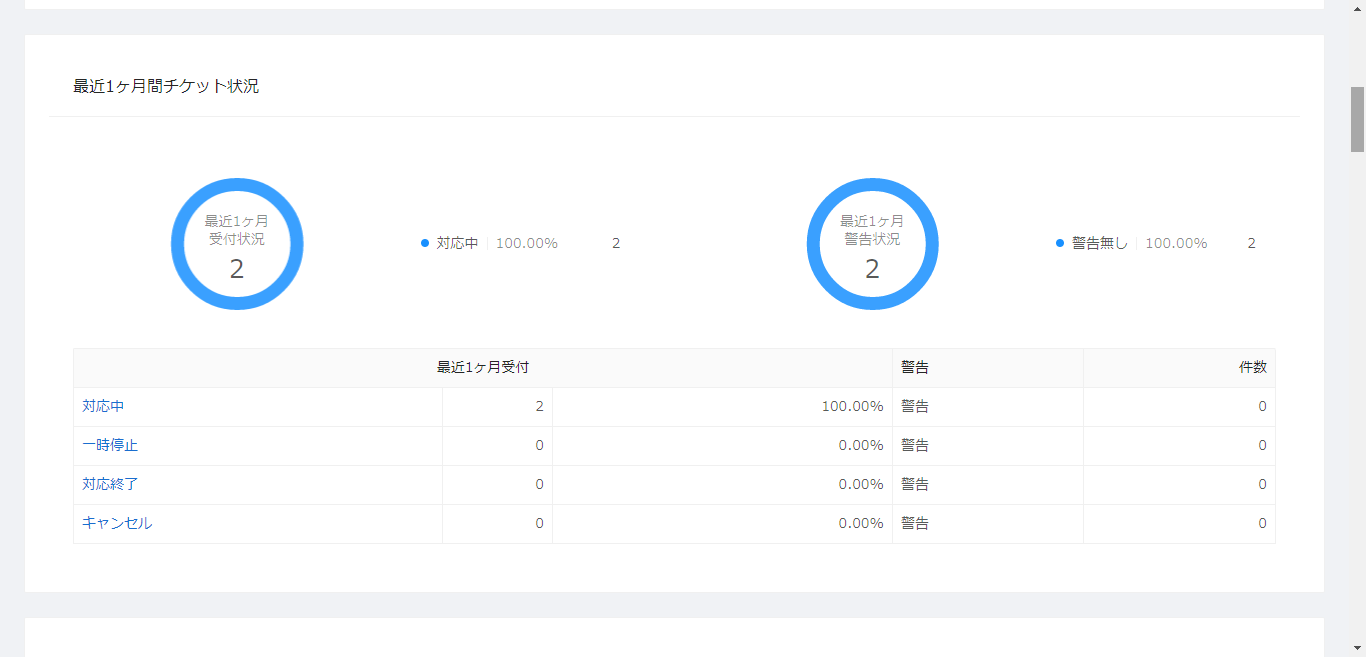 最近1ヶ月間チケット状況
最近1ヶ月
受付状況
2
対応中 100.00% 2
最近1ヶ月
警告状況
2
警告無し 100.00% 2
最近1ヶ月受付 警告 件数
対応中 2 100.00% 警告 0
一時停止 0 0.00% 警告 0
対応終了 0 0.00% 警告 0
キャンセル 0 0.00% 警告 0